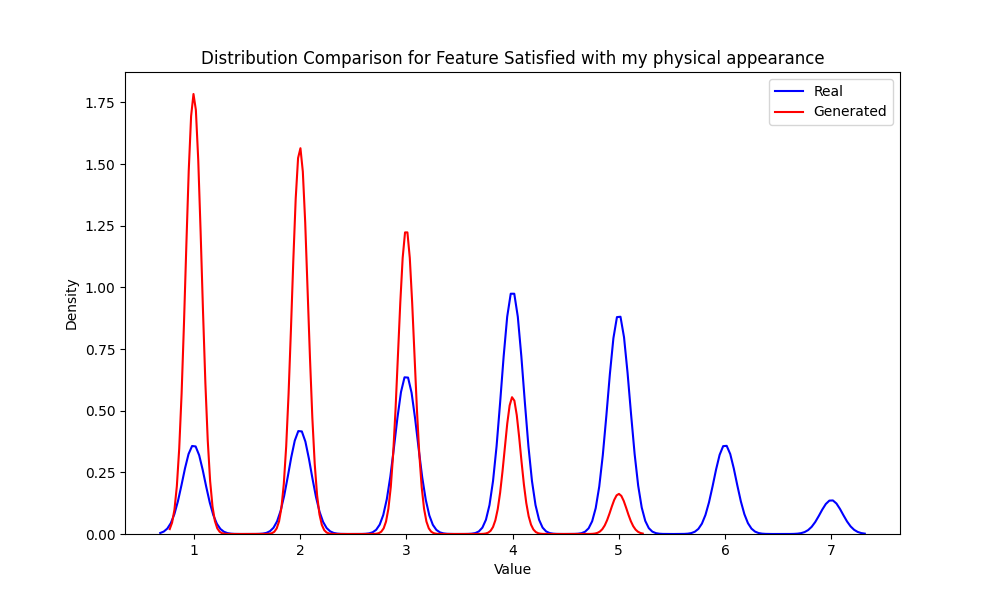 Distribution Comparison for Feature Satisfied with my physical appearance
Real
Generated
1.75
1.50
1.25
1.00
0.75
0.50
0.25
0.00
Density
1 2 3 4 5 6 7
Value